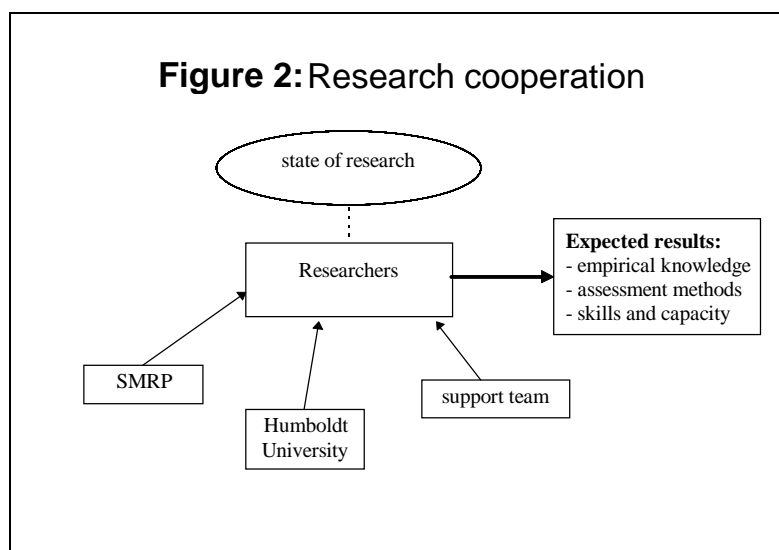 Figure 2: Research cooperation
state of research
Researchers
Expected results:
- empirical knowledge
- assessment methods
- skills and capacity
SMRP
support team
Humboldt
University